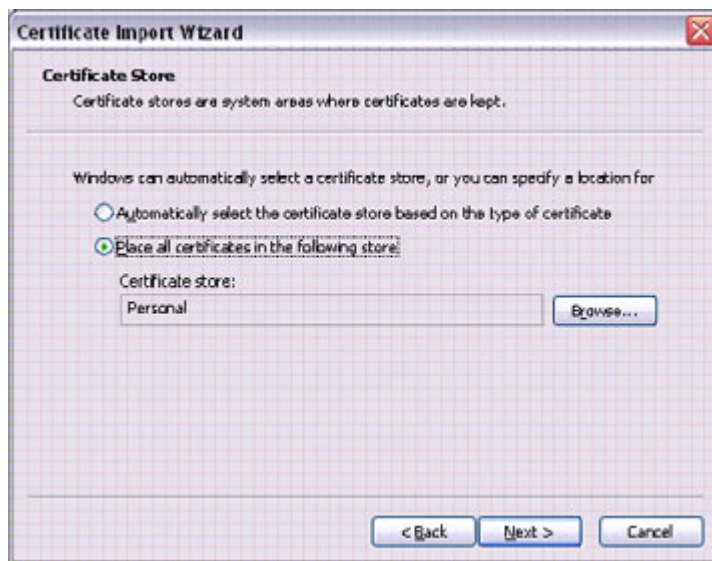 Certificate Import Wizard
Certificate Store
Certificate stores are system areas where certificates are kept.
Windows can automatically select a certificate store, or you can specify a location for
Automatically select the certificate store based on the type of certificate
Place all certificates in the following store
Certificate store:
Personal
Browse...
< Back
Next >
Cancel